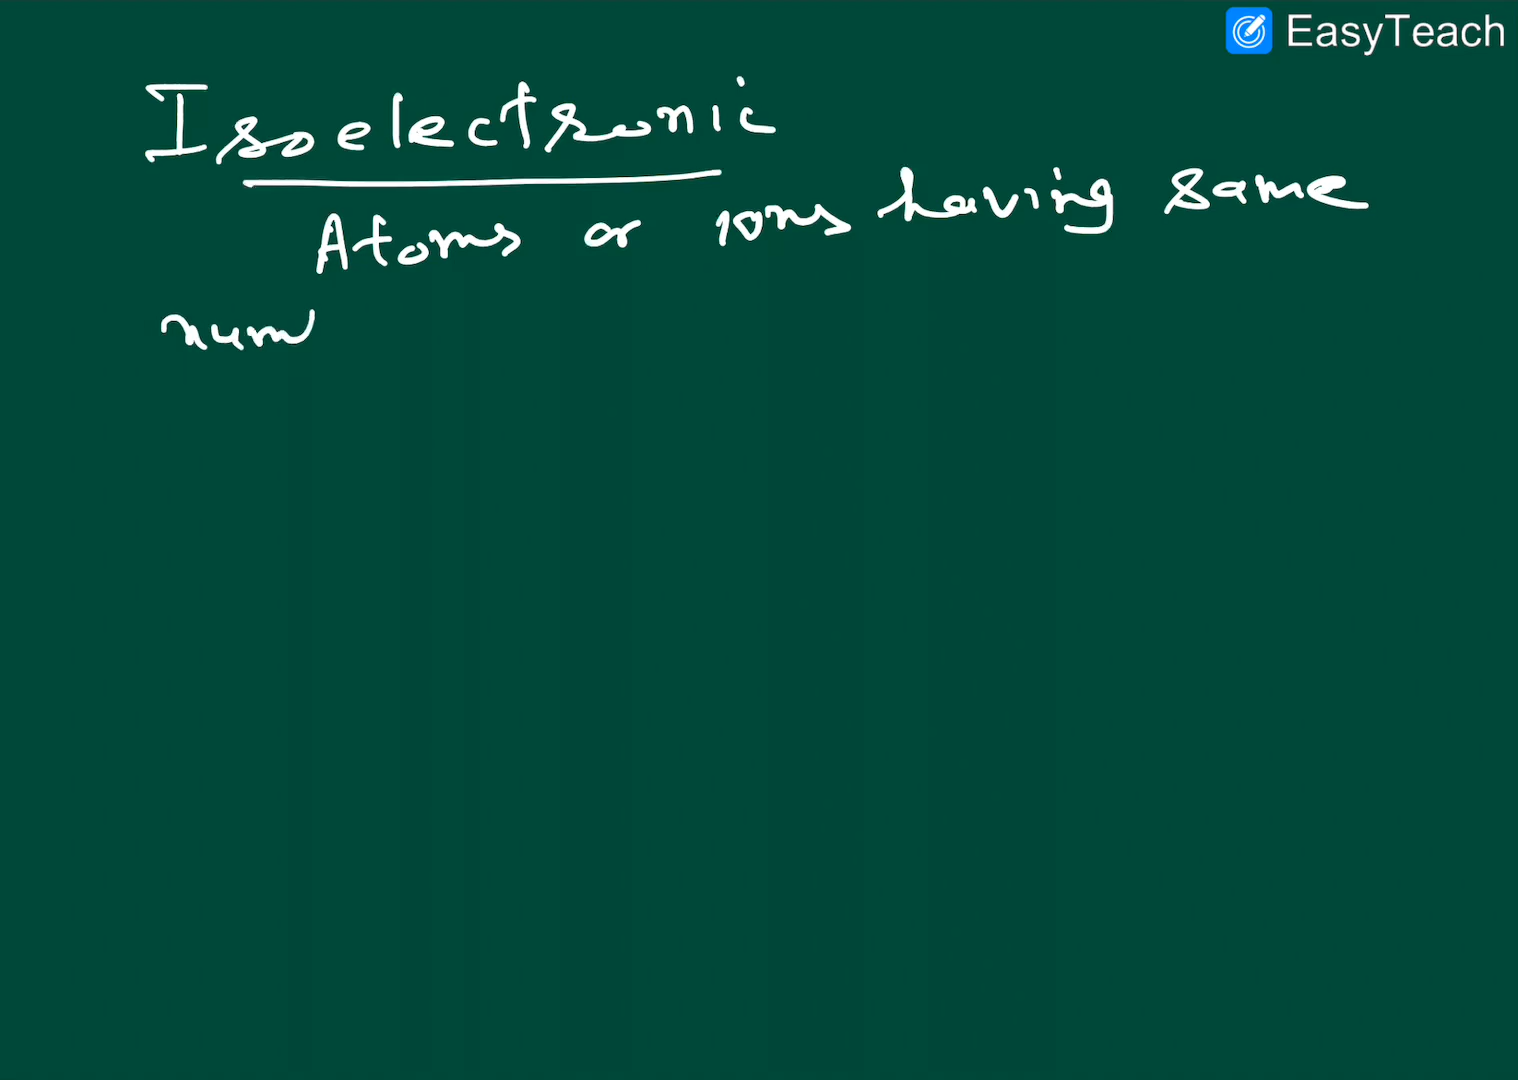 EasyTeach
Isoelectronic
Atoms or ions having same
num